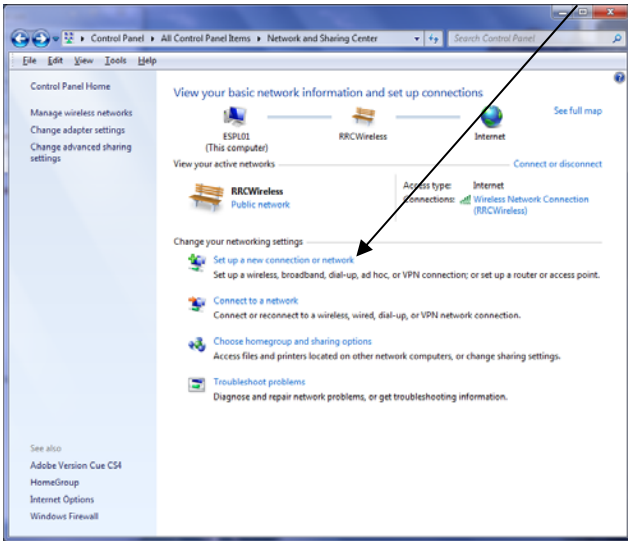 Control Panel ▸ All Control Panel Items ▸ Network and Sharing Center
Search Control Panel
File Edit View Tools Help
Control Panel Home
Manage wireless networks
Change adapter settings
Change advanced sharing
settings
See also
Adobe Version Cue CS4
HomeGroup
Internet Options
Windows Firewall
View your basic network information and set up connections
See full map
ESPL01
(This computer)
RRCWireless
Internet
View your active networks
Connect or disconnect
RRCWireless
Public network
Access type: Internet
Connections: Wireless Network Connection
(RRCWireless)
Change your networking settings
Set up a new connection or network
Set up a wireless, broadband, dial-up, ad hoc, or VPN connection; or set up a router or access point.
Connect to a network
Connect or reconnect to a wireless, wired, dial-up, or VPN network connection.
Choose homegroup and sharing options
Access files and printers located on other network computers, or change sharing settings.
Troubleshoot problems
Diagnose and repair network problems, or get troubleshooting information.